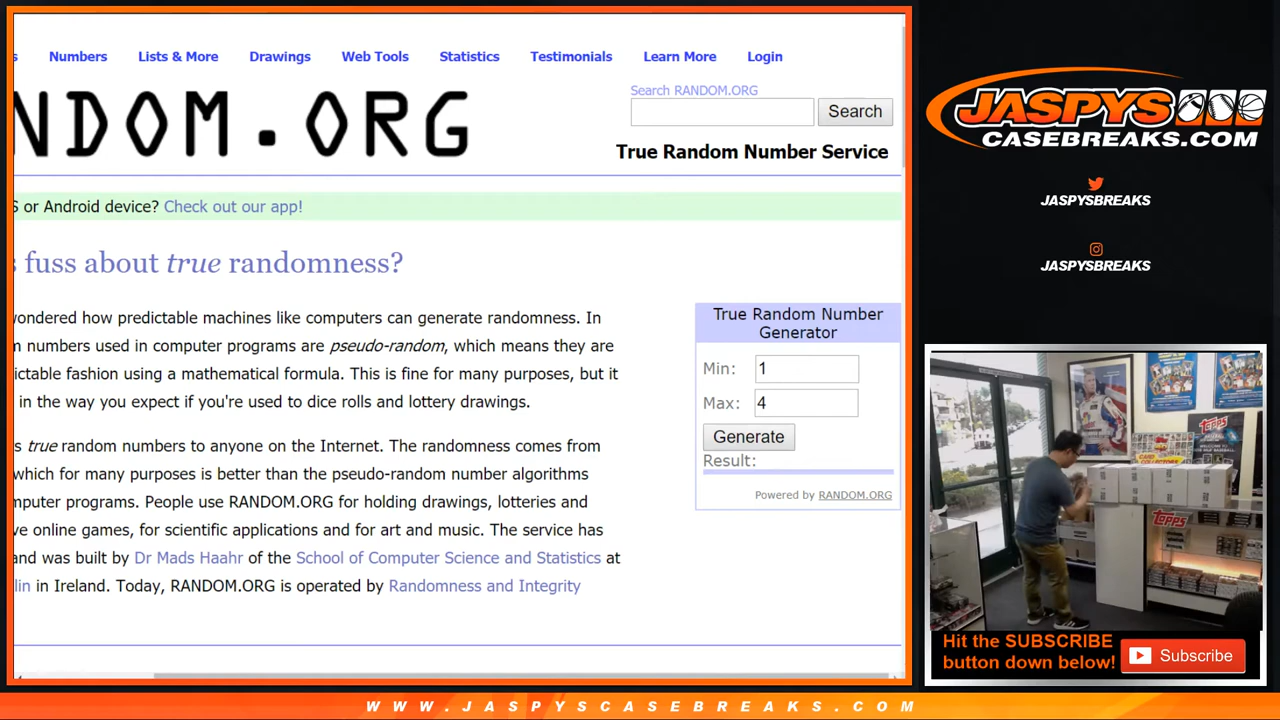 s Numbers Lists & More Drawings Web Tools Statistics Testimonials Learn More Login
NDOM.ORG
Search RANDOM.ORG
Search
True Random Number Service
S or Android device? Check out our app!
s fuss about true randomness?
wondered how predictable machines like computers can generate randomness. In
m numbers used in computer programs are pseudo-random, which means they are
ictable fashion using a mathematical formula. This is fine for many purposes, but it
in the way you expect if you're used to dice rolls and lottery drawings.
s true random numbers to anyone on the Internet. The randomness comes from
which for many purposes is better than the pseudo-random number algorithms
mputer programs. People use RANDOM.ORG for holding drawings, lotteries and
ve online games, for scientific applications and for art and music. The service has
and was built by Dr Mads Haahr of the School of Computer Science and Statistics at
lin in Ireland. Today, RANDOM.ORG is operated by Randomness and Integrity
True Random Number
Generator
Min: 1
Max: 4
Generate
Result:
Powered by RANDOM.ORG
JASPYS
CASEBREAKS.COM
JASPYSBREAKS
JASPYSBREAKS
TOPPS
Topps
Hit the SUBSCRIBE
button down below!
Subscribe
WWW.JASPYSCASEBREAKS.COM